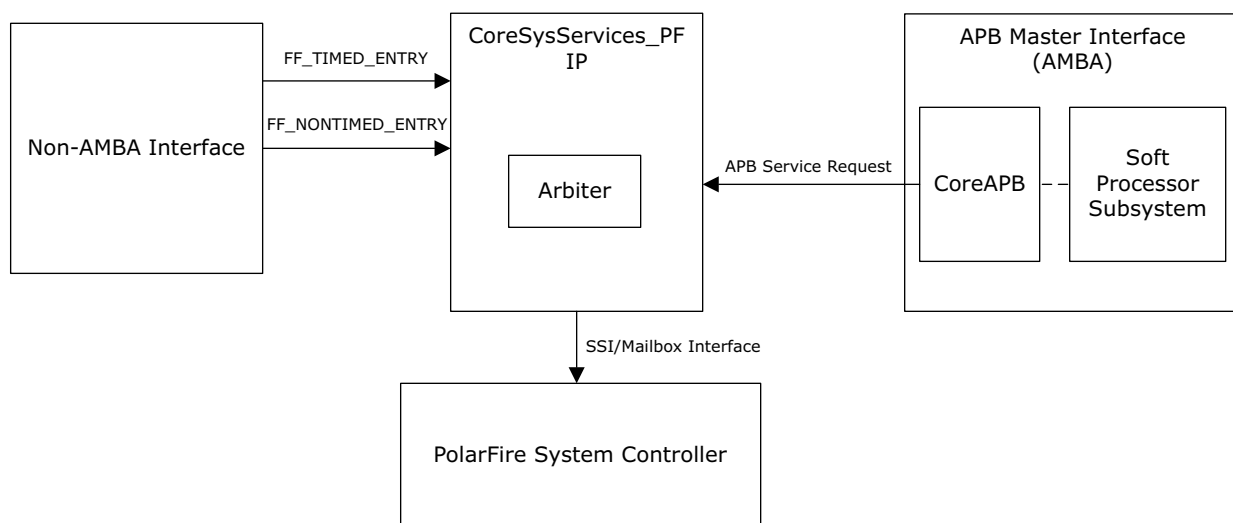 CoreSysServices_PF
IP
APB Master Interface
(AMBA)
FF_TIMED_ENTRY
FF_NONTIMED_ENTRY
Non-AMBA Interface
Arbiter
APB Service Request
CoreAPB
Soft
Processor
Subsystem
SSI/Mailbox Interface
PolarFire System Controller